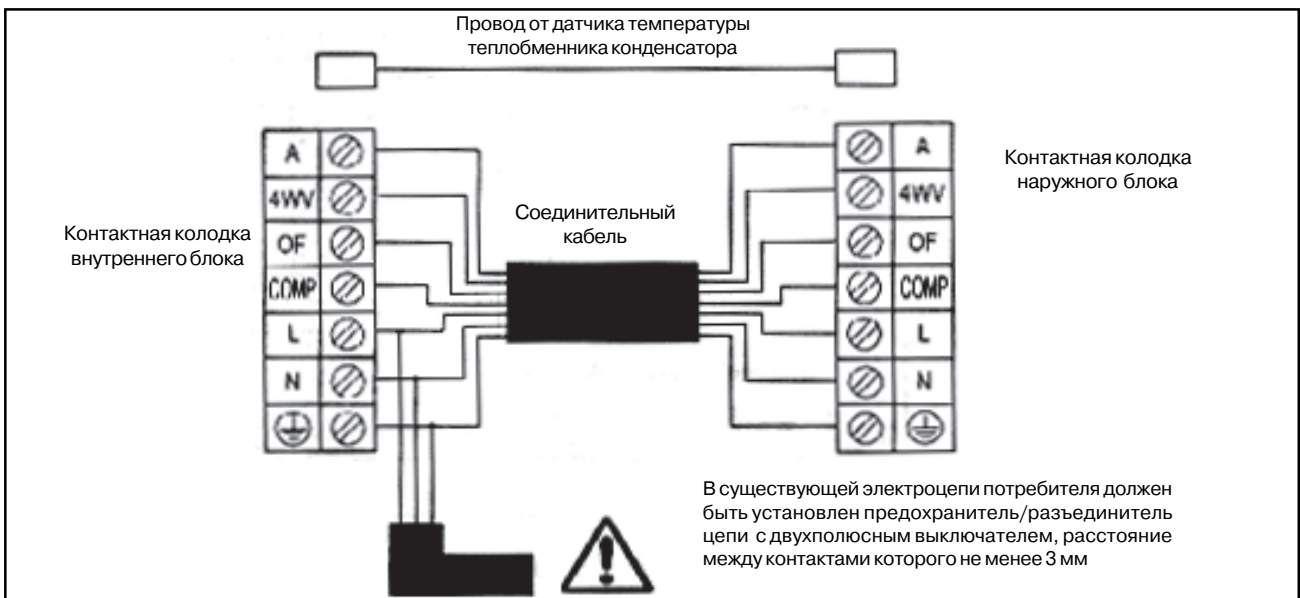 Провод от датчика температуры
теплобменника конденсатора
Контактная колодка
внутреннего блока
A
4WV
OF
COMP
L
N
Соединительный
кабель
A
4WV
OF
COMP
L
N
Контактная колодка
наружного блока
В существующей электроцепи потребителя должен
быть установлен предохранитель/разъединитель
цепи с двухполюсным выключателем, расстояние
между контактами которого не менее 3 мм